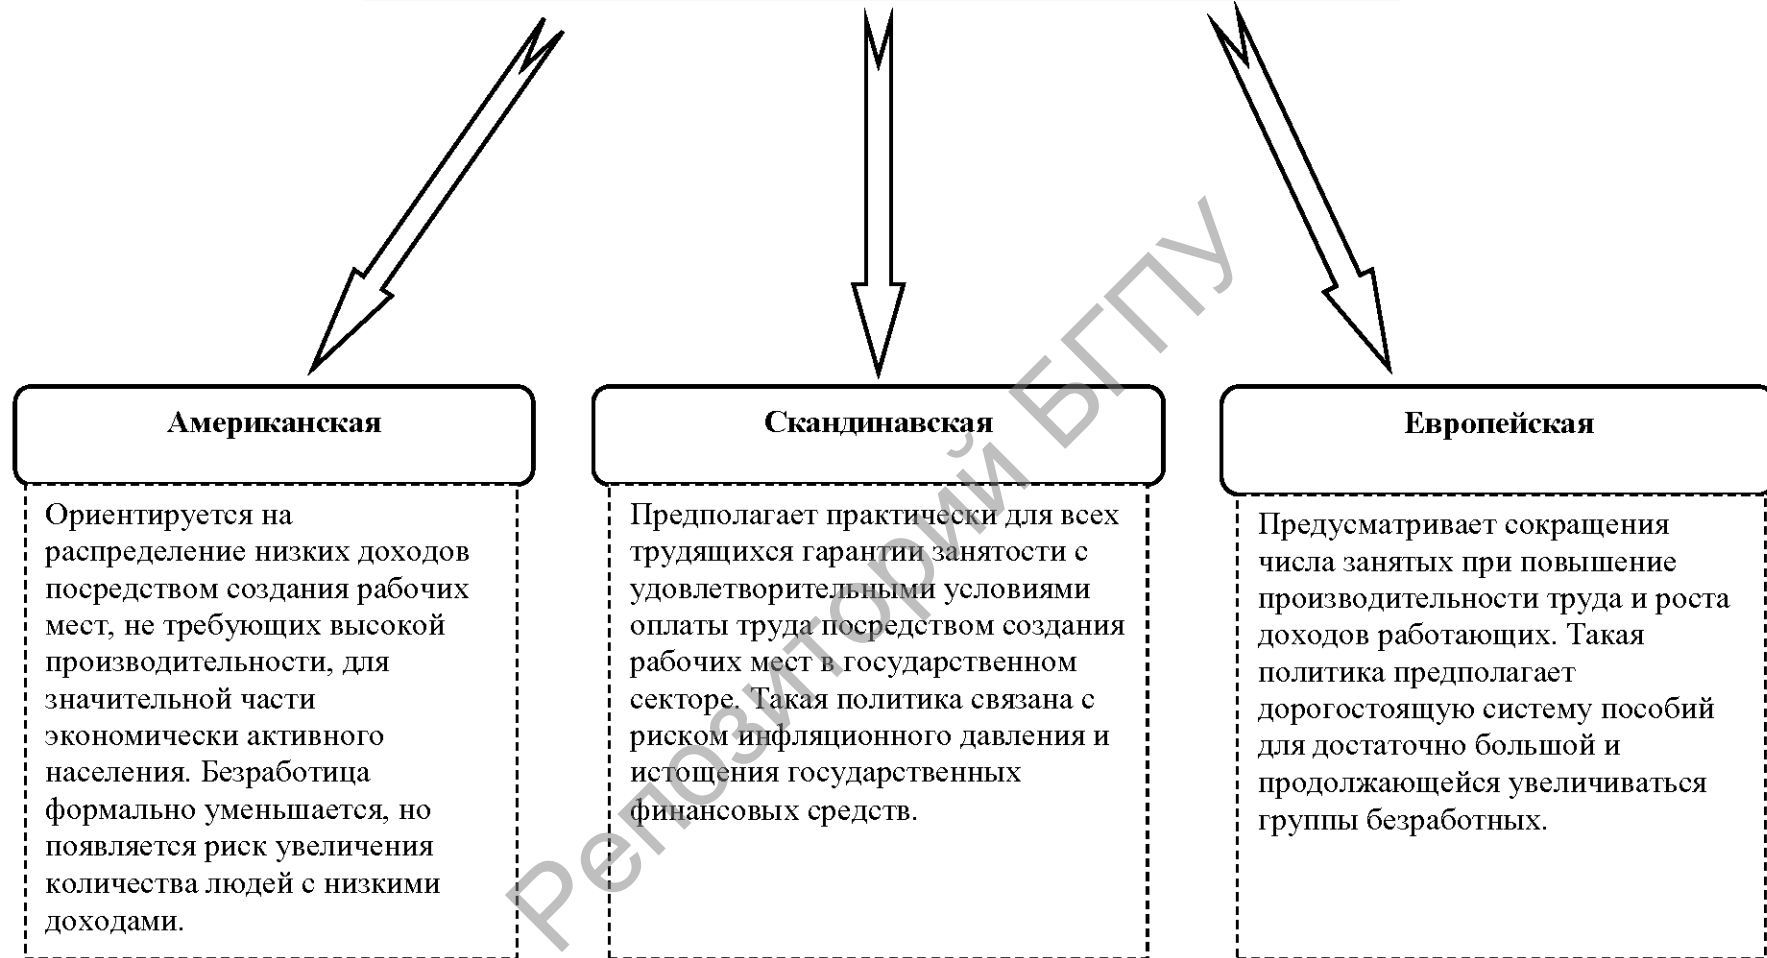 Американская
Ориентируется на
распределение низких доходов
посредством создания рабочих
мест, не требующих высокой
производительности, для
значительной части
экономически активного
населения. Безработица
формально уменьшается, но
появляется риск увеличения
количества людей с низкими
доходами.
Скандинавская
Предполагает практически для всех
трудящихся гарантии занятости с
удовлетворительными условиями
оплаты труда посредством создания
рабочих мест в государственном
секторе. Такая политика связана с
риском инфляционного давления и
истощения государственных
финансовых средств.
Европейская
Предусматривает сокращения
числа занятых при повышение
производительности труда и роста
доходов работающих. Такая
политика предполагает
дорогостоящую систему пособий
для достаточно большой и
продолжающейся увеличиваться
группы безработных.
Репозиторий БГПУ